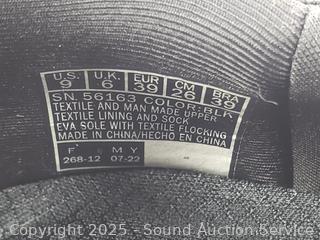 U.S. U.K. EUR CM BRA
9 6 39 26 39
SN. 56163 COLOR:BLK
TEXTILE AND MAN MADE UPPER
TEXTILE LINING AND SOCK
EVA SOLE WITH TEXTILE FLOCKING
MADE IN CHINA/HECHO EN CHINA
F M Y
268-12 07-22
Copyright 2025 - Sound Auction Service